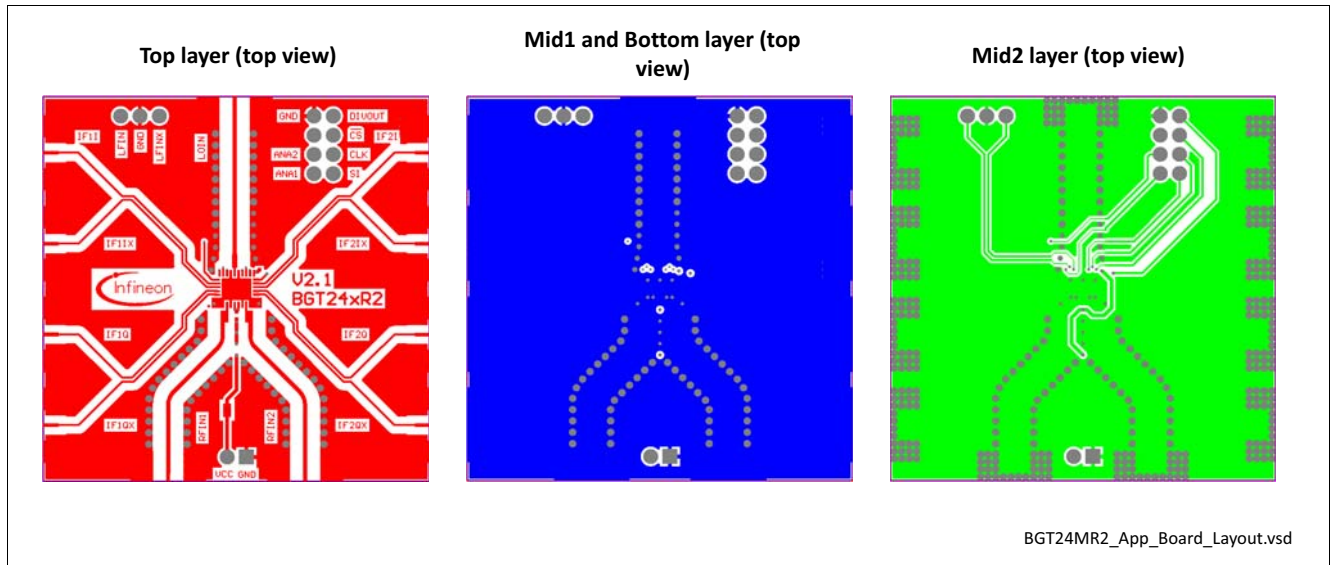 Top layer (top view)
Mid1 and Bottom layer (top
view)
Mid2 layer (top view)
IF1I
LFIN
GND
LFINX
LOIN
GND
DIVOUT
CS
IF2I
ANA2
CLK
ANA1
SI
IF1IX
IF2IX
Infineon
V2.1
BGT24xR2
IF1Q
IF2Q
IF1QX
RFIN1
RFIN2
IF2QX
VCC GND
BGT24MR2_App_Board_Layout.vsd